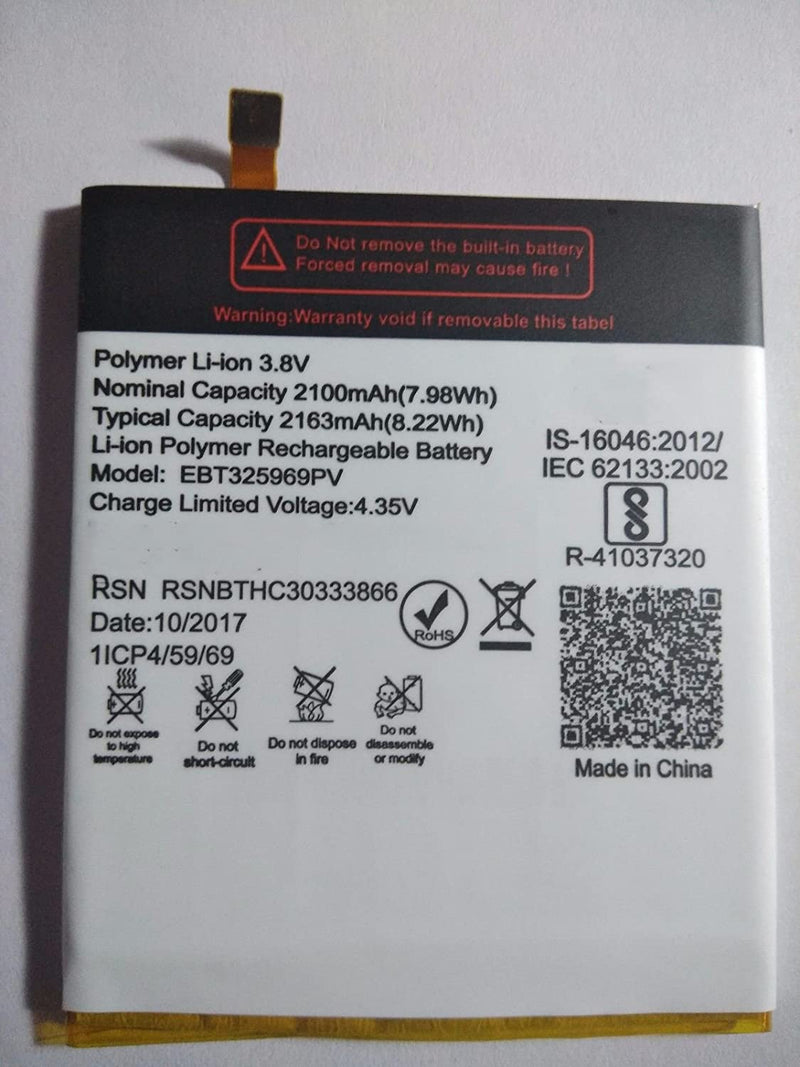 Do Not remove the built-in battery
Forced removal may cause fire !
Warning:Warranty void if removable this tabel
Polymer Li-ion 3.8V
Nominal Capacity 2100mAh(7.98Wh)
Typical Capacity 2163mAh(8.22Wh)
Li-ion Polymer Rechargeable Battery
Model: EBT325969PV
Charge Limited Voltage:4.35V
IS-16046:2012/
IEC 62133:2002
R-41037320
RSN RSNBTHC30333866
Date:10/2017
1ICP4/59/69
RoHS
Do not expose
to high
temperature
Do not
short-circuit
Do not dispose
in fire
Do not
disassemble
or modify
Made in China